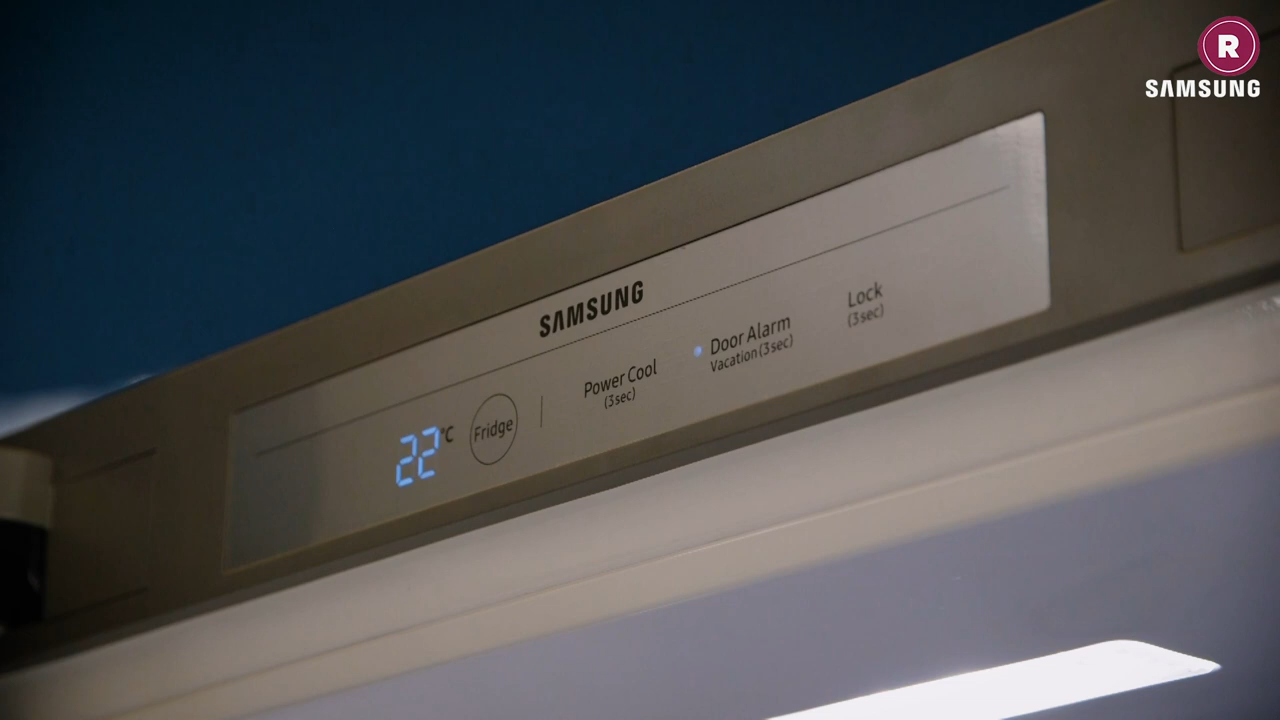 R
SAMSUNG
SAMSUNG
22°C
Fridge
Power Cool
(3sec)
Door Alarm
Vacation (3sec)
Lock
(3sec)